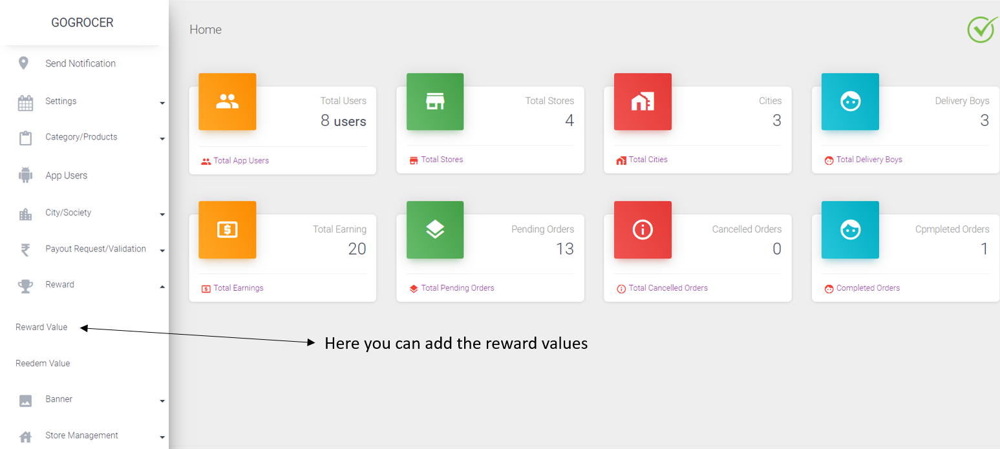 GOGROCER
Send Notification
Settings
Category/Products
App Users
City/Society
Payout Request/Validation
Reward
Reward Value
Reedem Value
Banner
Store Management
Home
Total Users
8 users
Total App Users
Total Stores
4
Total Stores
Cities
3
Total Cities
Delivery Boys
3
Total Delivery Boys
Total Earning
20
Total Earnings
Pending Orders
13
Total Pending Orders
Cancelled Orders
0
Total Cancelled Orders
Cpmpleted Orders
1
Completed Orders
Here you can add the reward values